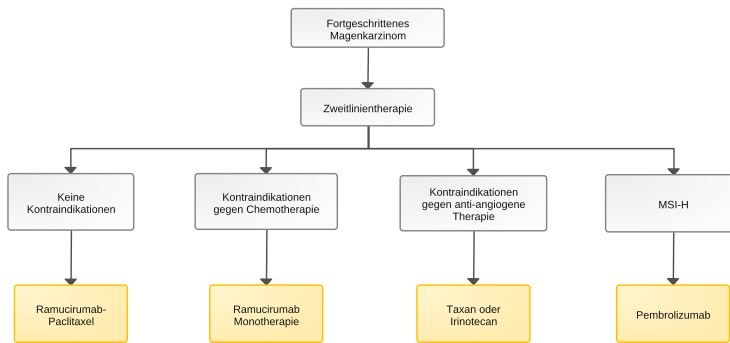 Fortgeschrittenes
Magenkarzinom
Zweitlinientherapie
Keine
Kontraindikationen
Kontraindikationen
gegen Chemotherapie
Kontraindikationen
gegen anti-angiogene
Therapie
MSI-H
Ramucirumab-
Paclitaxel
Ramucirumab
Monotherapie
Taxan oder
Irinotecan
Pembrolizumab